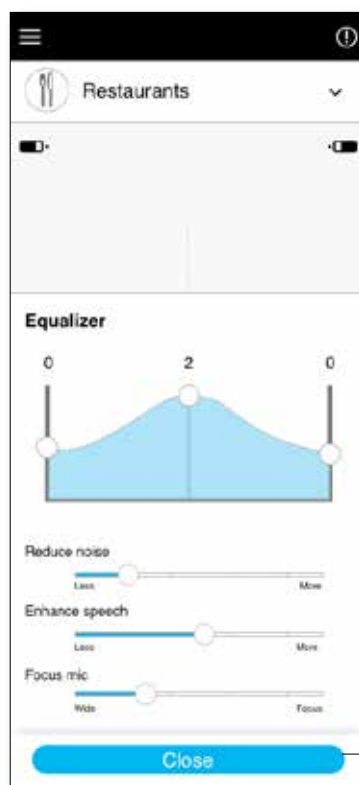 Restaurants
Equalizer
0 2 0
Reduce noise
Less More
Enhance speech
Less More
Focus mic
Wide Focus
Close